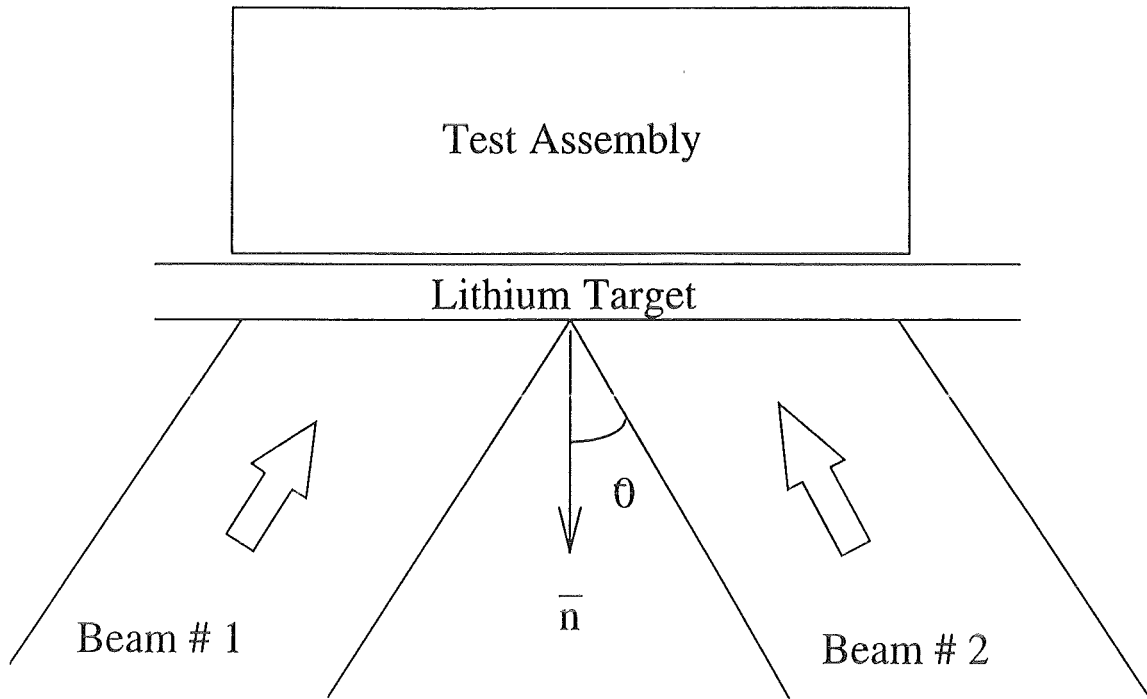 Test Assembly
Lithium Target
θ
n̅
Beam # 1
Beam # 2